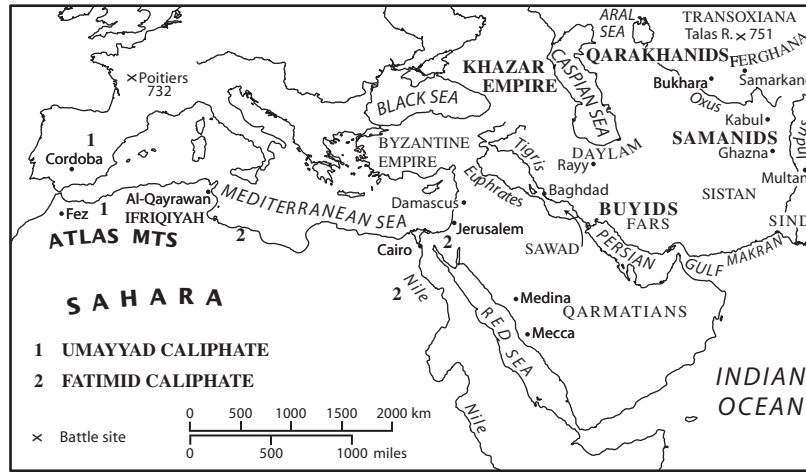 ARAL
SEA
TRANSOXIANA
Talas R. × 751
QARAKHANIDS
FERGHANA
Poitiers
732
KHAZAR
EMPIRE
CASPIAN SEA
Bukhara
Samarkand
BLACK SEA
Oxus
Kabul
1
Cordoba
BYZANTINE
EMPIRE
Tigris
DAYLAM
Rayy
SAMANIDS
Ghazna
Indus
Multan
Al-Qayrawan
IFRIQIYAH
MEDITERRANEAN SEA
Damascus
Euphrates
Baghdad
SISTAN
Fez
1
ATLAS MTS
2
Jerusalem
2
Cairo
SAWAD
BUYIDS
FARS
SIND
PERSIAN
GULF
MAKRAN
SAHARA
2
Nile
Medina
QARMATIANS
RED SEA
Mecca
1 UMAYYAD CALIPHATE
2 FATIMID CALIPHATE
INDIAN
OCEAN
× Battle site
0 500 1000 1500 2000 km
0 500 1000 miles
Nile